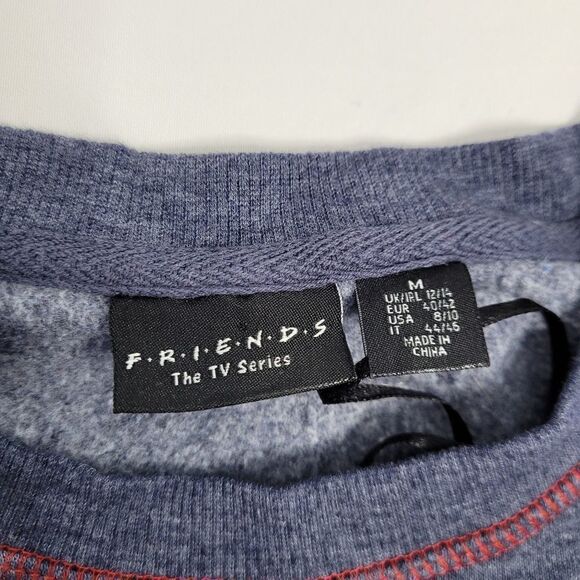 F·R·I·E·N·D·S
The TV Series
M
UK/IRL 12/14
EUR 40/42
USA 8/10
IT 44/46
MADE IN
CHINA